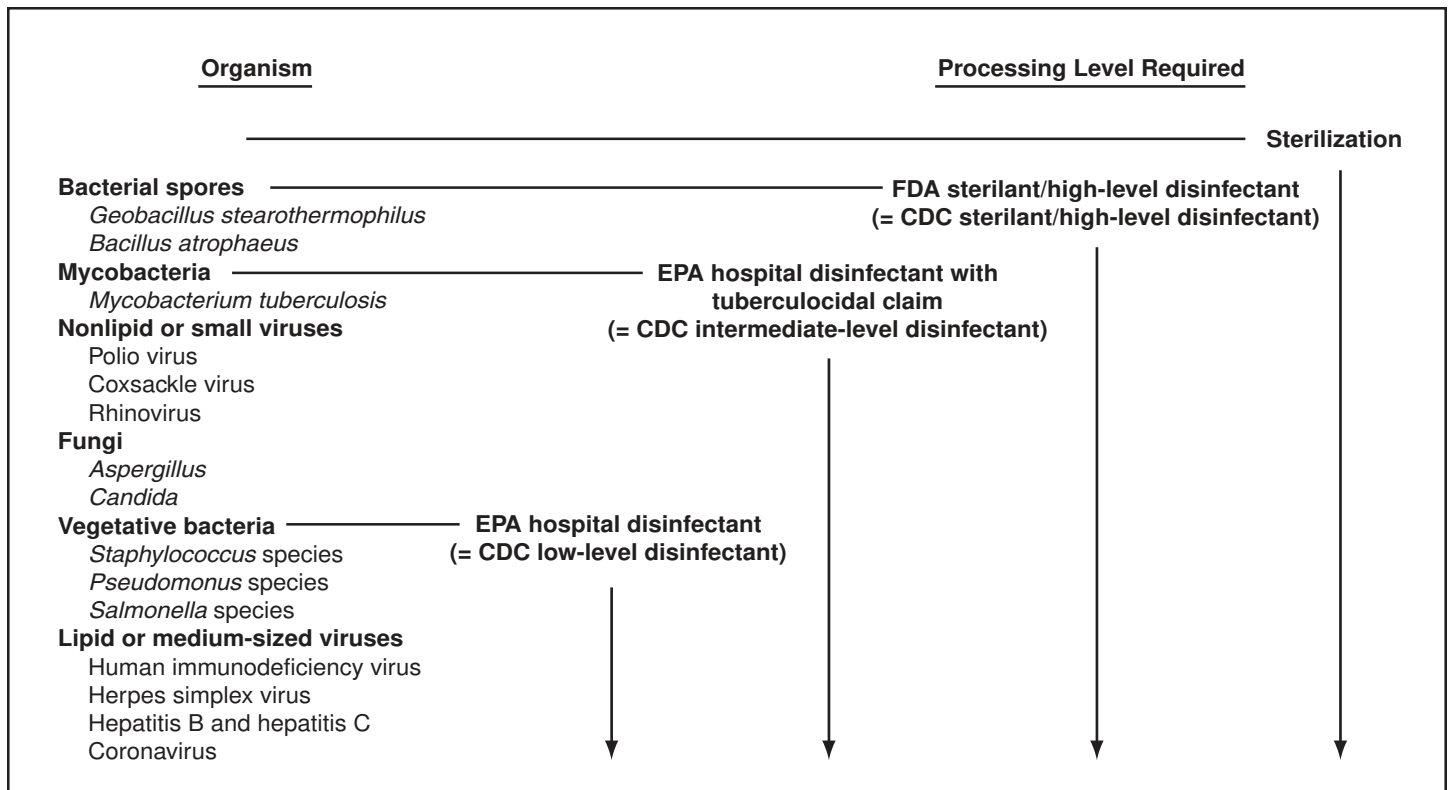 Organism
Processing Level Required
Sterilization
Bacterial spores
FDA sterilant/high-level disinfectant
Geobacillus stearothermophilus
(= CDC sterilant/high-level disinfectant)
Bacillus atrophaeus
Mycobacteria
EPA hospital disinfectant with
Mycobacterium tuberculosis
tuberculocidal claim
Nonlipid or small viruses
(= CDC intermediate-level disinfectant)
Polio virus
Coxsackle virus
Rhinovirus
Fungi
Aspergillus
Candida
Vegetative bacteria
EPA hospital disinfectant
Staphylococcus species
(= CDC low-level disinfectant)
Pseudomonus species
Salmonella species
Lipid or medium-sized viruses
Human immunodeficiency virus
Herpes simplex virus
Hepatitis B and hepatitis C
Coronavirus